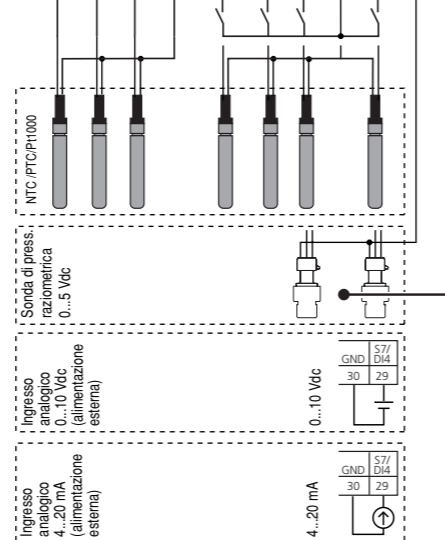 NTC /PTC/Pt1000
Sonda di press.
raziometrica
0...5 Vdc
Ingresso
analogico
0...10 Vdc
(alimentazione
esterna)
0...10 Vdc
GND
S7/
DI4
30
29
Ingresso
analogico
4...20 mA
(alimentazione
esterna)
4...20 mA
GND
S7/
DI4
30
29